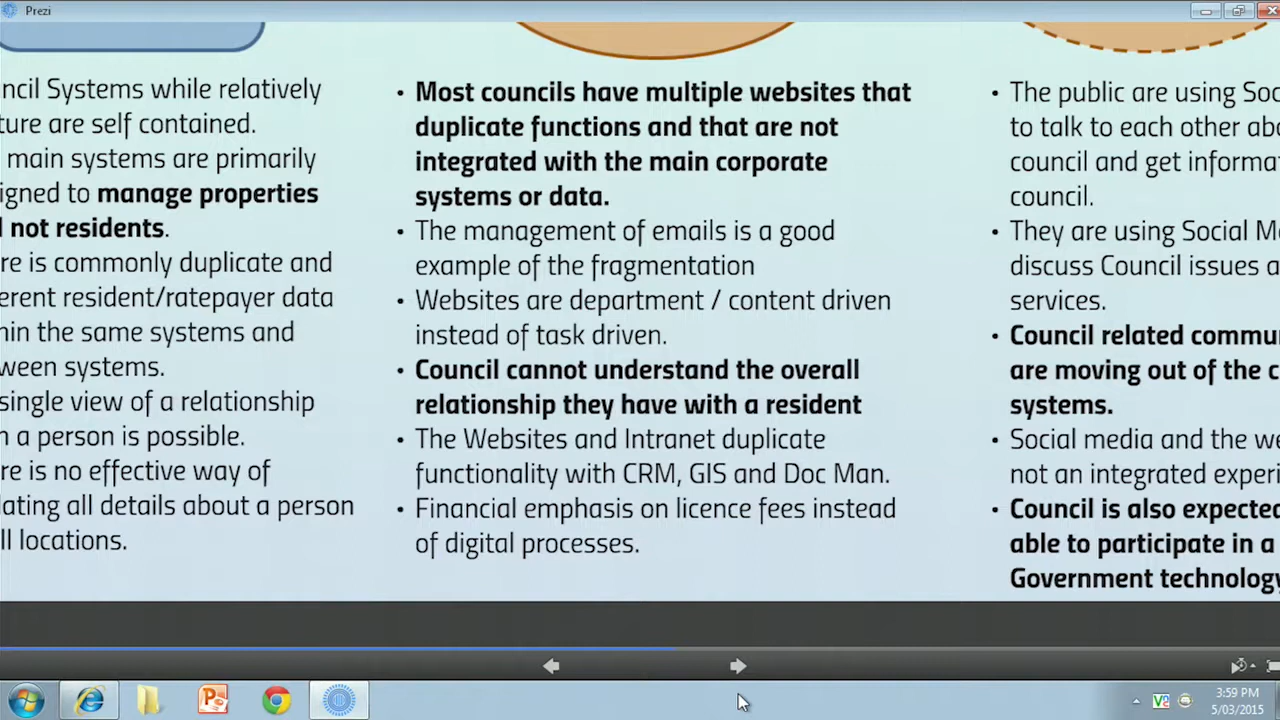 Prezi
ncil Systems while relatively
ture are self contained.
main systems are primarily
igned to manage properties
not residents.
re is commonly duplicate and
erent resident/ratepayer data
hin the same systems and
ween systems.
single view of a relationship
a person is possible.
re is no effective way of
dating all details about a person
ll locations.
• Most councils have multiple websites that
duplicate functions and that are not
integrated with the main corporate
systems or data.
• The management of emails is a good
example of the fragmentation
• Websites are department / content driven
instead of task driven.
• Council cannot understand the overall
relationship they have with a resident
• The Websites and Intranet duplicate
functionality with CRM, GIS and Doc Man.
• Financial emphasis on licence fees instead
of digital processes.
• The public are using Soc
to talk to each other abo
council and get informat
council.
• They are using Social Me
discuss Council issues a
services.
• Council related commu
are moving out of the c
systems.
• Social media and the we
not an integrated experi
• Council is also expected
able to participate in a
Government technology
3:59 PM
5/03/2015